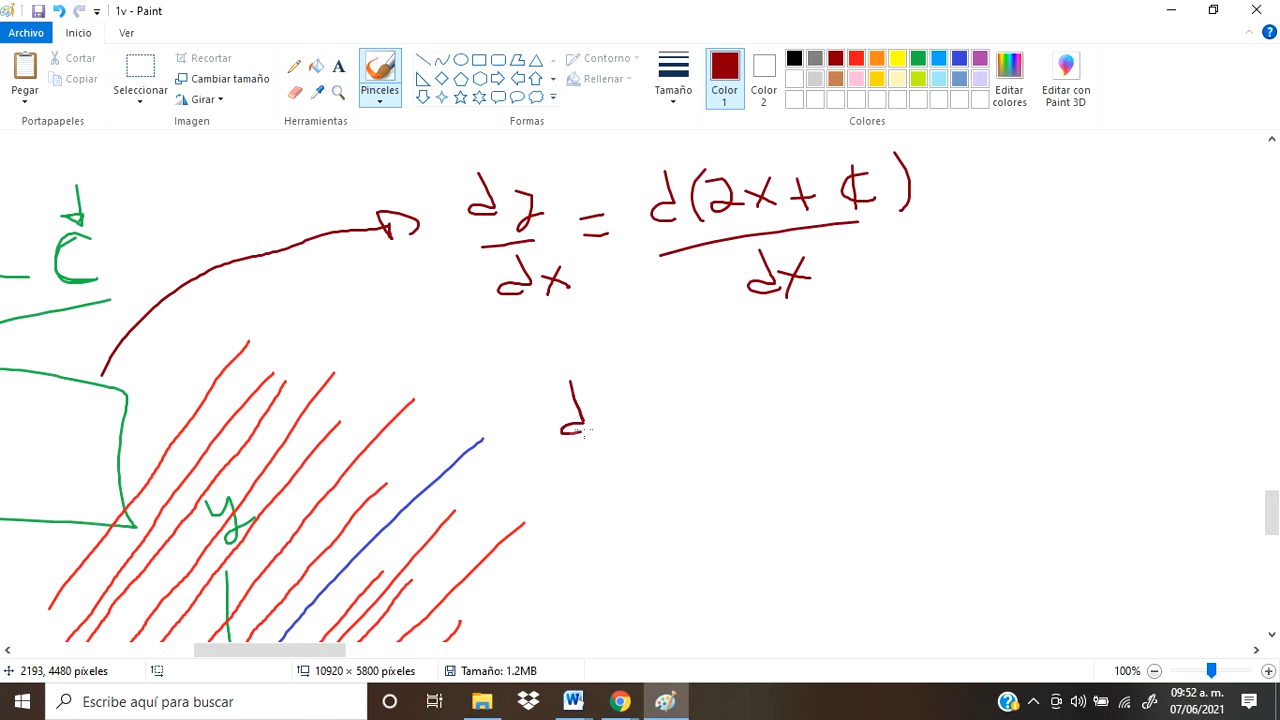 1v - Paint
Archivo Inicio Ver
Pegar
Cortar
Copiar
Portapapeles
Seleccionar
Recortar
Cambiar tamaño
Girar
Imagen
A
Herramientas
Pinceles
Contorno
Rellenar
Formas
Tamaño
Color 1
Color 2
Editar colores
Editar con Paint 3D
Colores
d
C
dy/dx = d(2x + C)/dx
d
y
2193, 4480 píxeles
10920 × 5800 píxeles
Tamaño: 1.2MB
100%
Escribe aquí para buscar
09:52 a. m.
07/06/2021